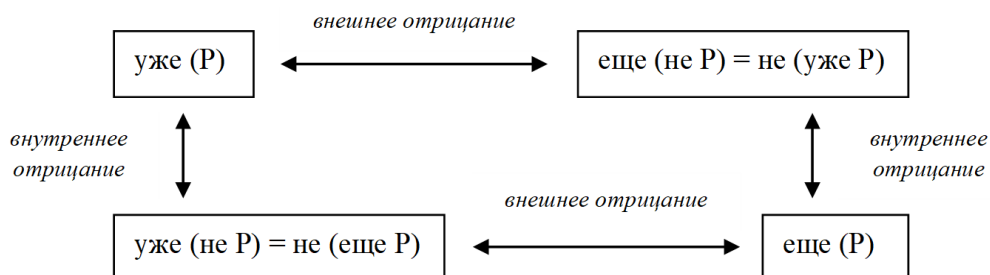 внешнее отрицание
уже (P)
еще (не P) = не (уже P)
внутреннее
отрицание
внутреннее
отрицание
внешнее отрицание
уже (не P) = не (еще P)
еще (P)